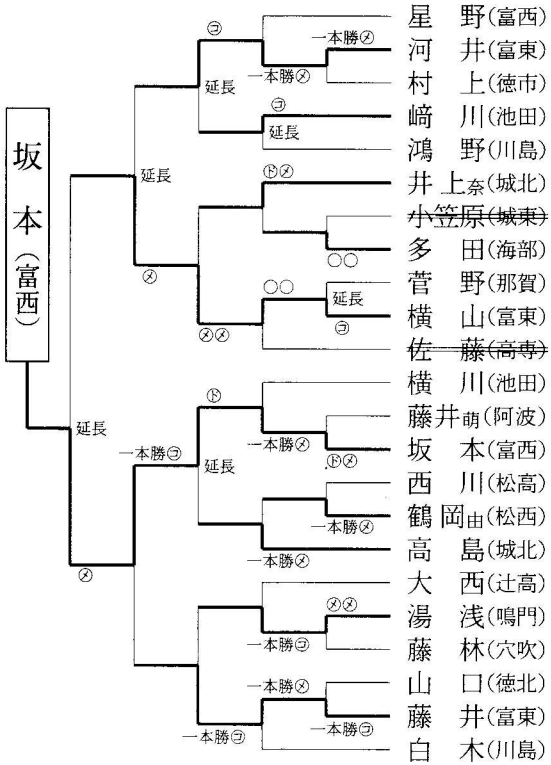 坂本(富西)
星野(富西)
河井(富東)
村上(徳市)
﨑川(池田)
鴻野(川島)
井上奈(城北)
小笠原(城東)
多田(海部)
菅野(那賀)
横山(富東)
佐藤(高専)
横川(池田)
藤井萌(阿波)
坂本(富西)
西川(松高)
鶴岡由(松西)
高島(城北)
大西(辻高)
湯浅(鳴門)
藤林(穴吹)
山口(徳北)
藤井(富東)
白木(川島)
㋙
一本勝㋱
一本勝㋱
延長
㋙
延長
延長
㋣㋱
○○
㋱
○○
延長
㋱㋱
㋙
㋣
延長
一本勝㋙
一本勝㋱
延長
㋣㋱
一本勝㋱
一本勝㋱
㋱
㋱㋱
一本勝㋙
一本勝㋱
一本勝㋙
一本勝㋙